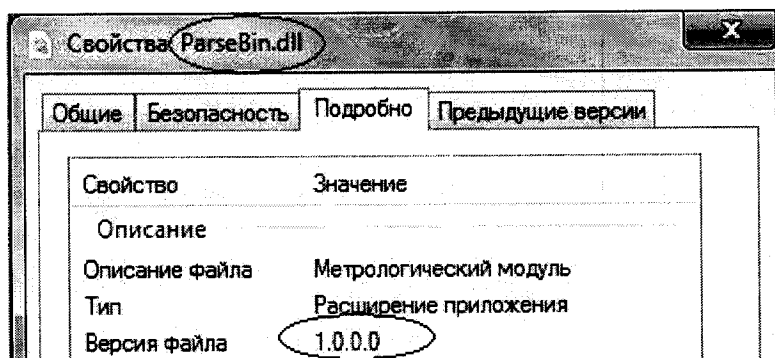 Свойства: ParseBin.dll
Общие Безопасность Подробно Предыдущие версии
Свойство Значение
Описание
Описание файла Метрологический модуль
Тип Расширение приложения
Версия файла 1.0.0.0